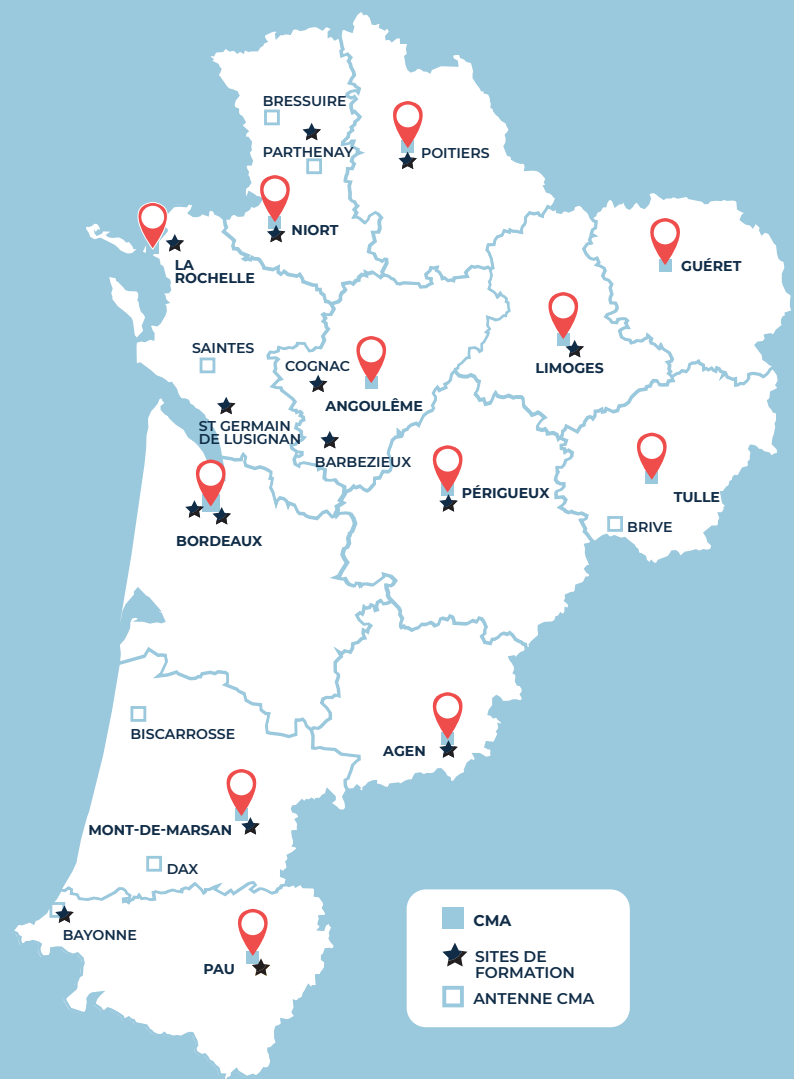 BRESSUIRE
PARTHENAY
POITIERS
NIORT
LA
ROCHELLE
GUÉRET
SAINTES
COGNAC
LIMOGES
ANGOULÊME
ST GERMAIN
DE LUSIGNAN
BARBEZIEUX
PÉRIGUEUX
TULLE
BRIVE
BORDEAUX
BISCARROSSE
AGEN
MONT-DE-MARSAN
DAX
BAYONNE
PAU
CMA
SITES DE
FORMATION
ANTENNE CMA